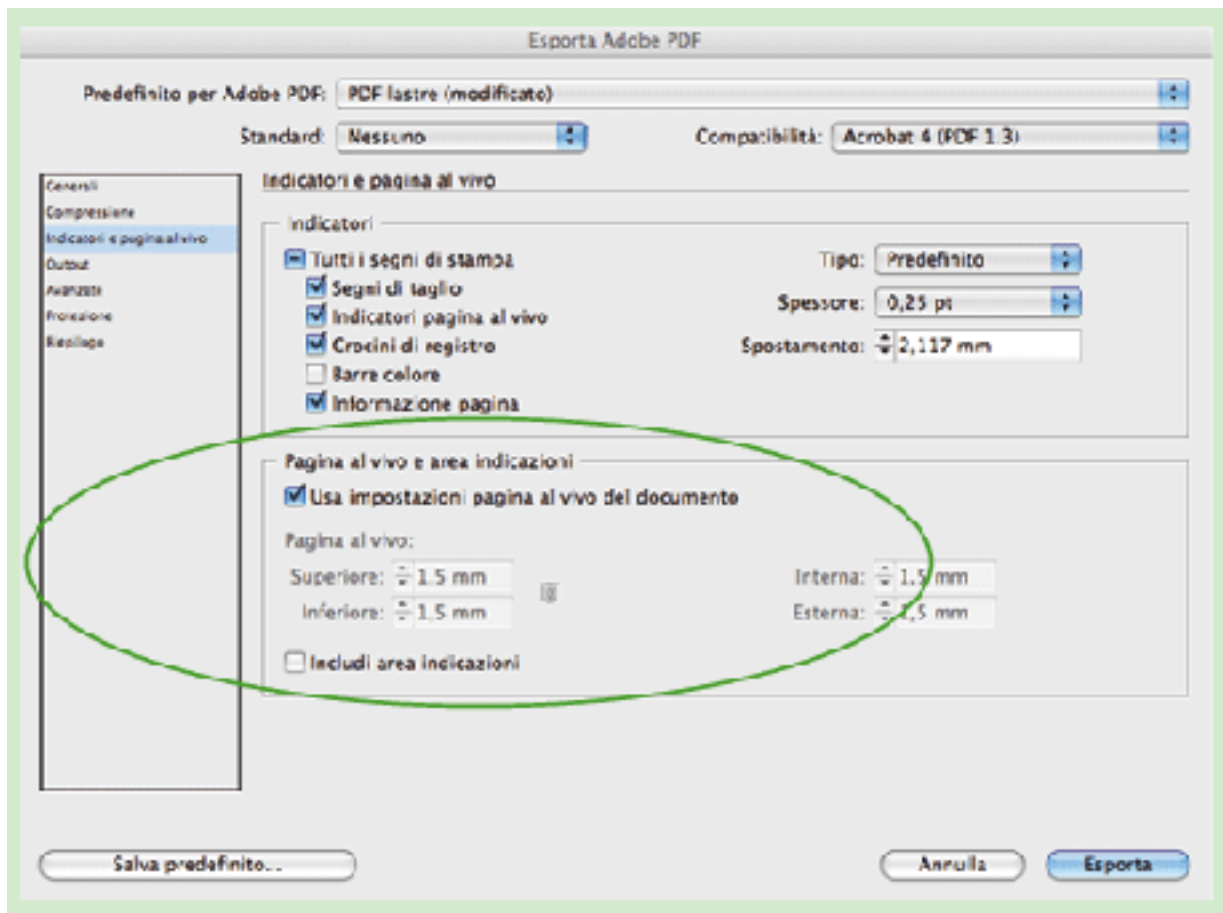 Esporta Adobe PDF
Predefinito per Adobe PDF: PDF lastre (modificato)
Standard: Nessuno Compatibilità: Acrobat 4 (PDF 1.3)
Generali
Compressione
Indicatori e pagina al vivo
Output
Avanzate
Protezione
Riepilogo
Indicatori e pagina al vivo
Indicatori
Tutti i segni di stampa
Segni di taglio
Indicatori pagina al vivo
Crocini di registro
Barre colore
Informazione pagina
Tipo: Predefinito
Spessore: 0,25 pt
Spostamento: 2,117 mm
Pagina al vivo e area indicazioni
Usa impostazioni pagina al vivo del documento
Pagina al vivo:
Superiore: 1,5 mm Interna: 1,5 mm
Inferiore: 1,5 mm Esterna: 1,5 mm
Includi area indicazioni
Salva predefinito... Annulla Esporta